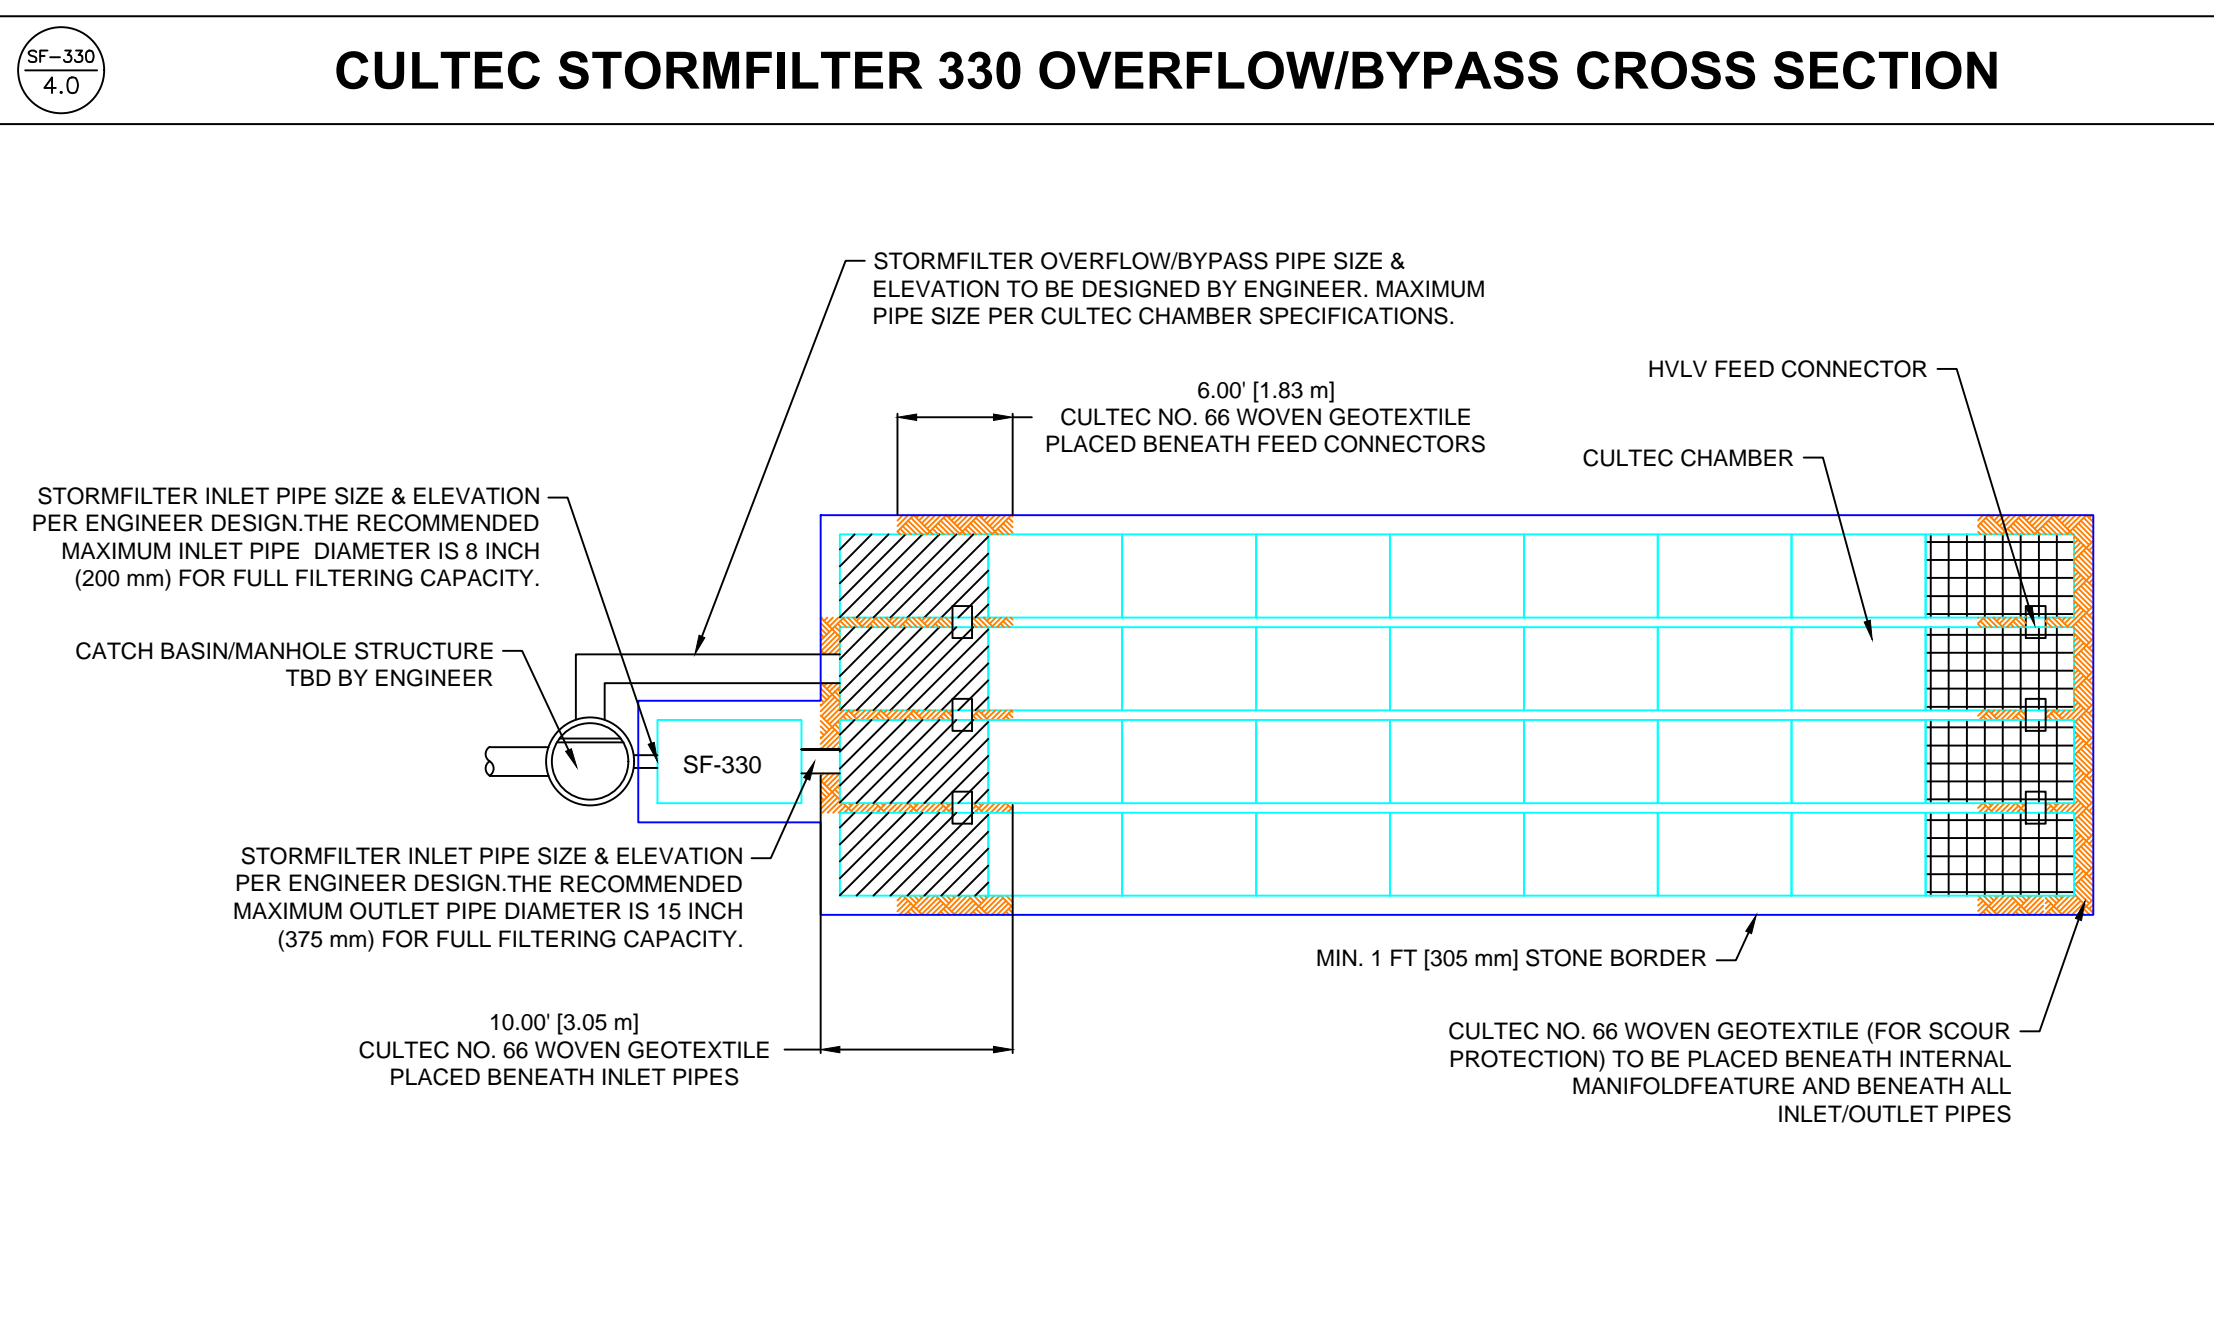 SF-330
4.0
CULTEC STORMFILTER 330 OVERFLOW/BYPASS CROSS SECTION
STORMFILTER OVERFLOW/BYPASS PIPE SIZE &
ELEVATION TO BE DESIGNED BY ENGINEER. MAXIMUM
PIPE SIZE PER CULTEC CHAMBER SPECIFICATIONS.
HVLV FEED CONNECTOR
6.00' [1.83 m]
CULTEC NO. 66 WOVEN GEOTEXTILE
PLACED BENEATH FEED CONNECTORS
CULTEC CHAMBER
STORMFILTER INLET PIPE SIZE & ELEVATION
PER ENGINEER DESIGN.THE RECOMMENDED
MAXIMUM INLET PIPE  DIAMETER IS 8 INCH
(200 mm) FOR FULL FILTERING CAPACITY.
CATCH BASIN/MANHOLE STRUCTURE
TBD BY ENGINEER
SF-330
STORMFILTER INLET PIPE SIZE & ELEVATION
PER ENGINEER DESIGN.THE RECOMMENDED
MAXIMUM OUTLET PIPE DIAMETER IS 15 INCH
(375 mm) FOR FULL FILTERING CAPACITY.
MIN. 1 FT [305 mm] STONE BORDER
10.00' [3.05 m]
CULTEC NO. 66 WOVEN GEOTEXTILE
PLACED BENEATH INLET PIPES
CULTEC NO. 66 WOVEN GEOTEXTILE (FOR SCOUR
PROTECTION) TO BE PLACED BENEATH INTERNAL
MANIFOLDFEATURE AND BENEATH ALL
INLET/OUTLET PIPES